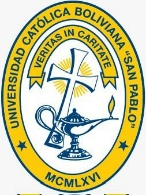 UNIVERSIDAD CATÓLICA BOLIVIANA "SAN PABLO"
VERITAS IN CARITATE
MCMLXVI